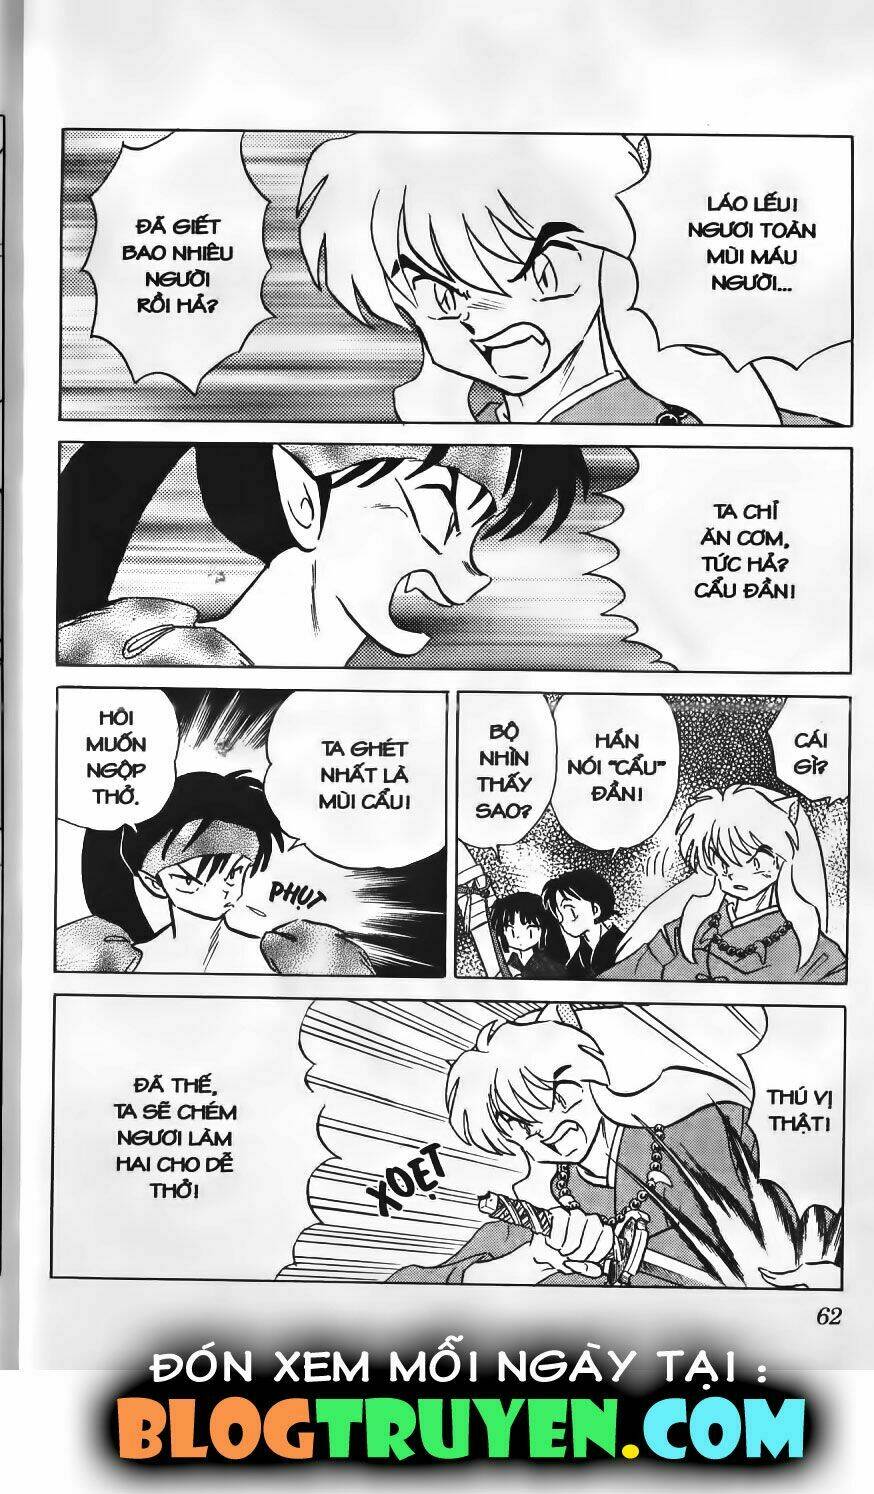 LÁO LẾU!
NGƯƠI TOÀN
MÙI MÁU
NGƯỜI...
ĐÃ GIẾT
BAO NHIÊU
NGƯỜI
RỒI HẢ?
TA CHỈ
ĂN CƠM,
TỨC HẢ?
CẨU ĐẦN!
CÁI
GÌ?
HẮN
NÓI "CẨU"
ĐẦN!
BỘ
NHÌN
THẤY
SAO?
TA GHÉT
NHẤT LÀ
MÙI CẨU!
HÔI
MUỐN
NGỘP
THỞ.
PHỤT
THÚ VỊ
THẬT!
XOẸT
ĐÃ THẾ,
TA SẼ CHÉM
NGƯƠI LÀM
HAI CHO DỄ
THỞ!
62
ĐÓN XEM MỖI NGÀY TẠI :
BLOGTRUYEN.COM